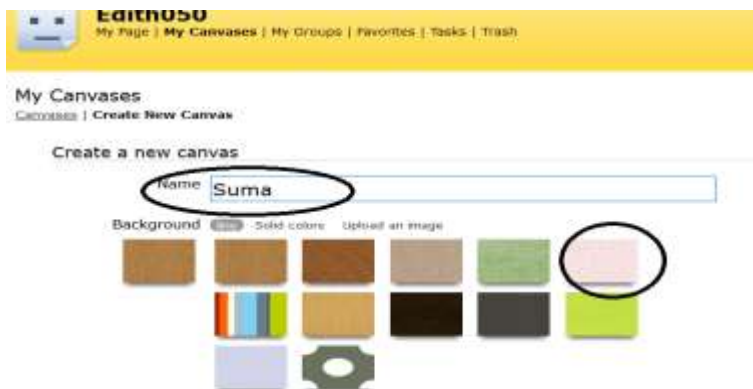 Edith050
My Page | My Canvases | My Groups | Favorites | Tasks | Trash
My Canvases
Canvases | Create New Canvas
Create a new canvas
Name Suma
Background Solid colors Upload an image